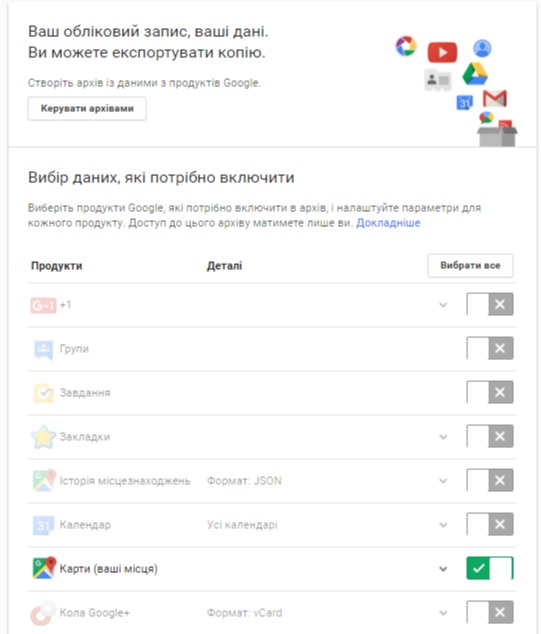 Ваш обліковий запис, ваші дані.
Ви можете експортувати копію.
Створіть архів із даними з продуктів Google.
Керувати архівами
31
Вибір даних, які потрібно включити
Виберіть продукти Google, які потрібно включити в архів, і налаштуйте параметри для
кожного продукту. Доступ до цього архіву матимете лише ви. Докладніше
Продукти Деталі Вибрати все
G+1 +1
Групи
Завдання
Закладки
Історія місцезнаходжень Формат: JSON
31 Календар Усі календарі
Карти (ваші місця)
Кола Google+ Формат: vCard